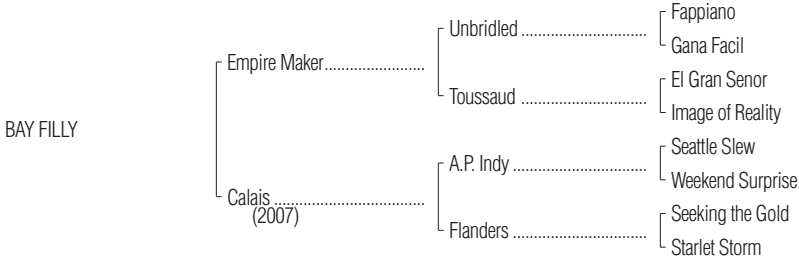 Fappiano
Unbridled ..............................
Gana Facil
Empire Maker........................
El Gran Senor
Toussaud ..............................
Image of Reality
BAY FILLY
Seattle Slew
A.P. Indy ................................
Weekend Surprise
Calais ....................................
(2007)
Seeking the Gold
Flanders ................................
Starlet Storm